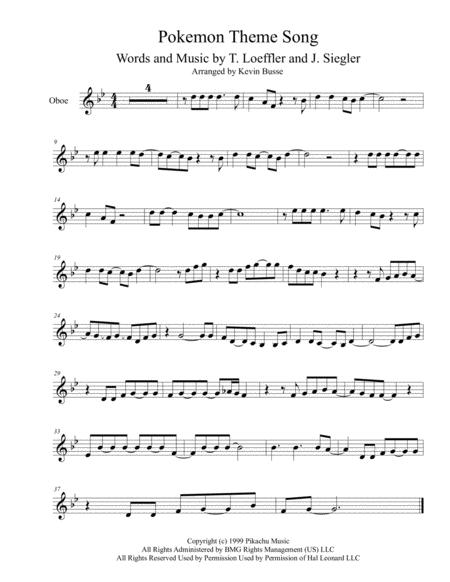 Pokemon Theme Song
Words and Music by T. Loeffler and J. Siegler
Arranged by Kevin Busse
Oboe
4
9
14
19
24
29
33
37
Copyright (c) 1999 Pikachu Music
All Rights Administered by BMG Rights Management (US) LLC
All Rights Reserved Used by Permission Used by Permission of Hal Leonard LLC